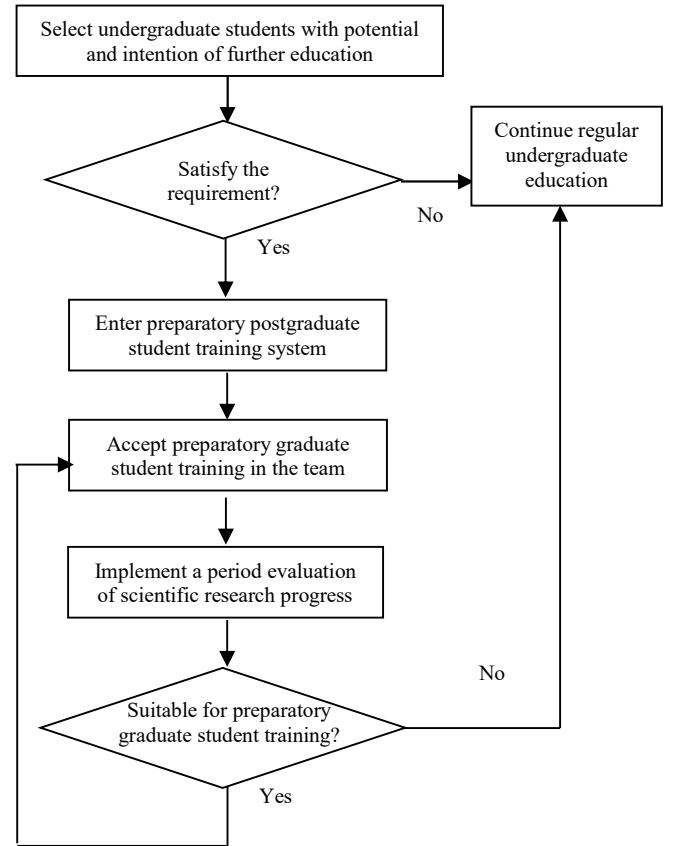 Select undergraduate students with potential
and intention of further education
Satisfy the
requirement?
Continue regular
undergraduate
education
No
Yes
Enter preparatory postgraduate
student training system
Accept preparatory graduate
student training in the team
Implement a period evaluation
of scientific research progress
No
Suitable for preparatory
graduate student training?
Yes